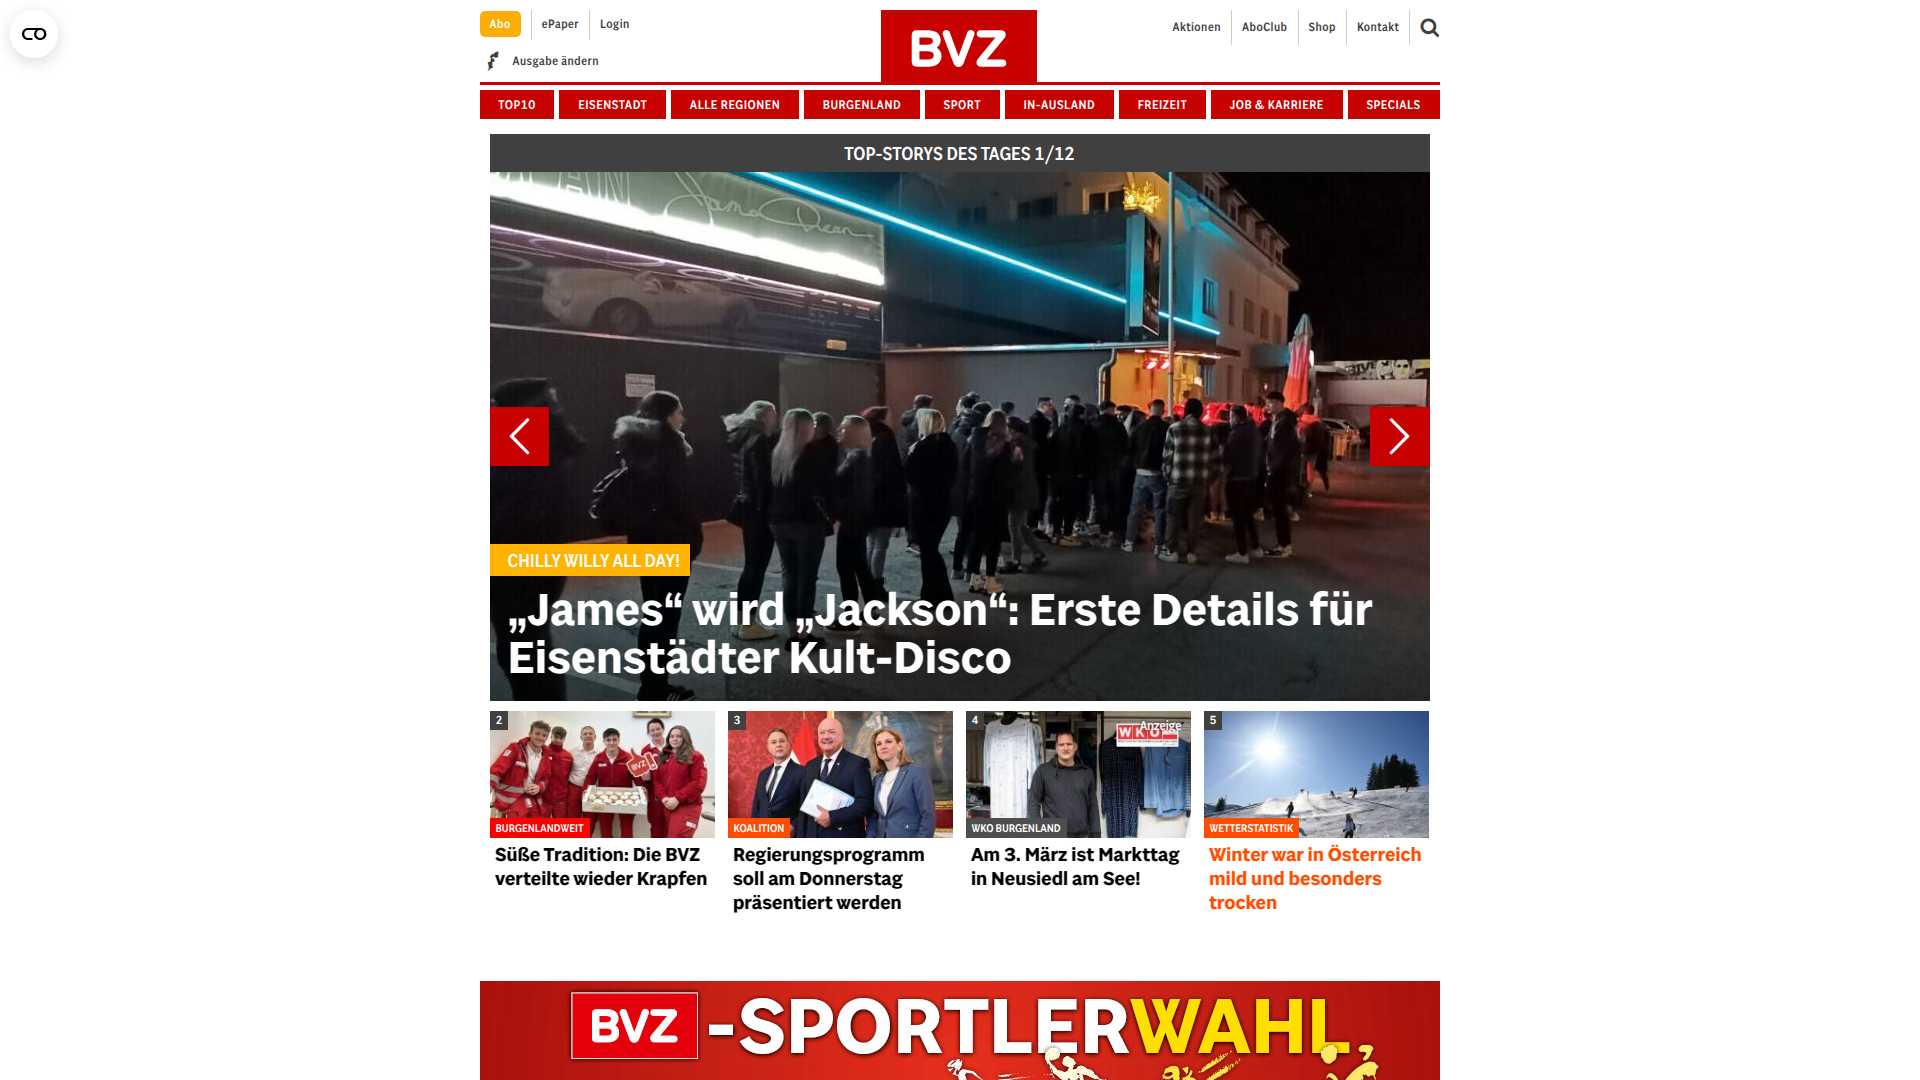 Abo
ePaper
Login
Ausgabe ändern
BVZ
Aktionen
AboClub
Shop
Kontakt
TOP10
EISENSTADT
ALLE REGIONEN
BURGENLAND
SPORT
IN-AUSLAND
FREIZEIT
JOB & KARRIERE
SPECIALS
TOP-STORYS DES TAGES 1/12
James Dean
CHILLY WILLY ALL DAY!
„James“ wird „Jackson“: Erste Details für
Eisenstädter Kult-Disco
2
BVZ
BURGENLANDWEIT
Süße Tradition: Die BVZ
verteilte wieder Krapfen
3
KOALITION
Regierungsprogramm
soll am Donnerstag
präsentiert werden
4
Anzeige
WKO
WKO BURGENLAND
Am 3. März ist Markttag
in Neusiedl am See!
5
WETTERSTATISTIK
Winter war in Österreich
mild und besonders
trocken
BVZ-SPORTLERWAHL